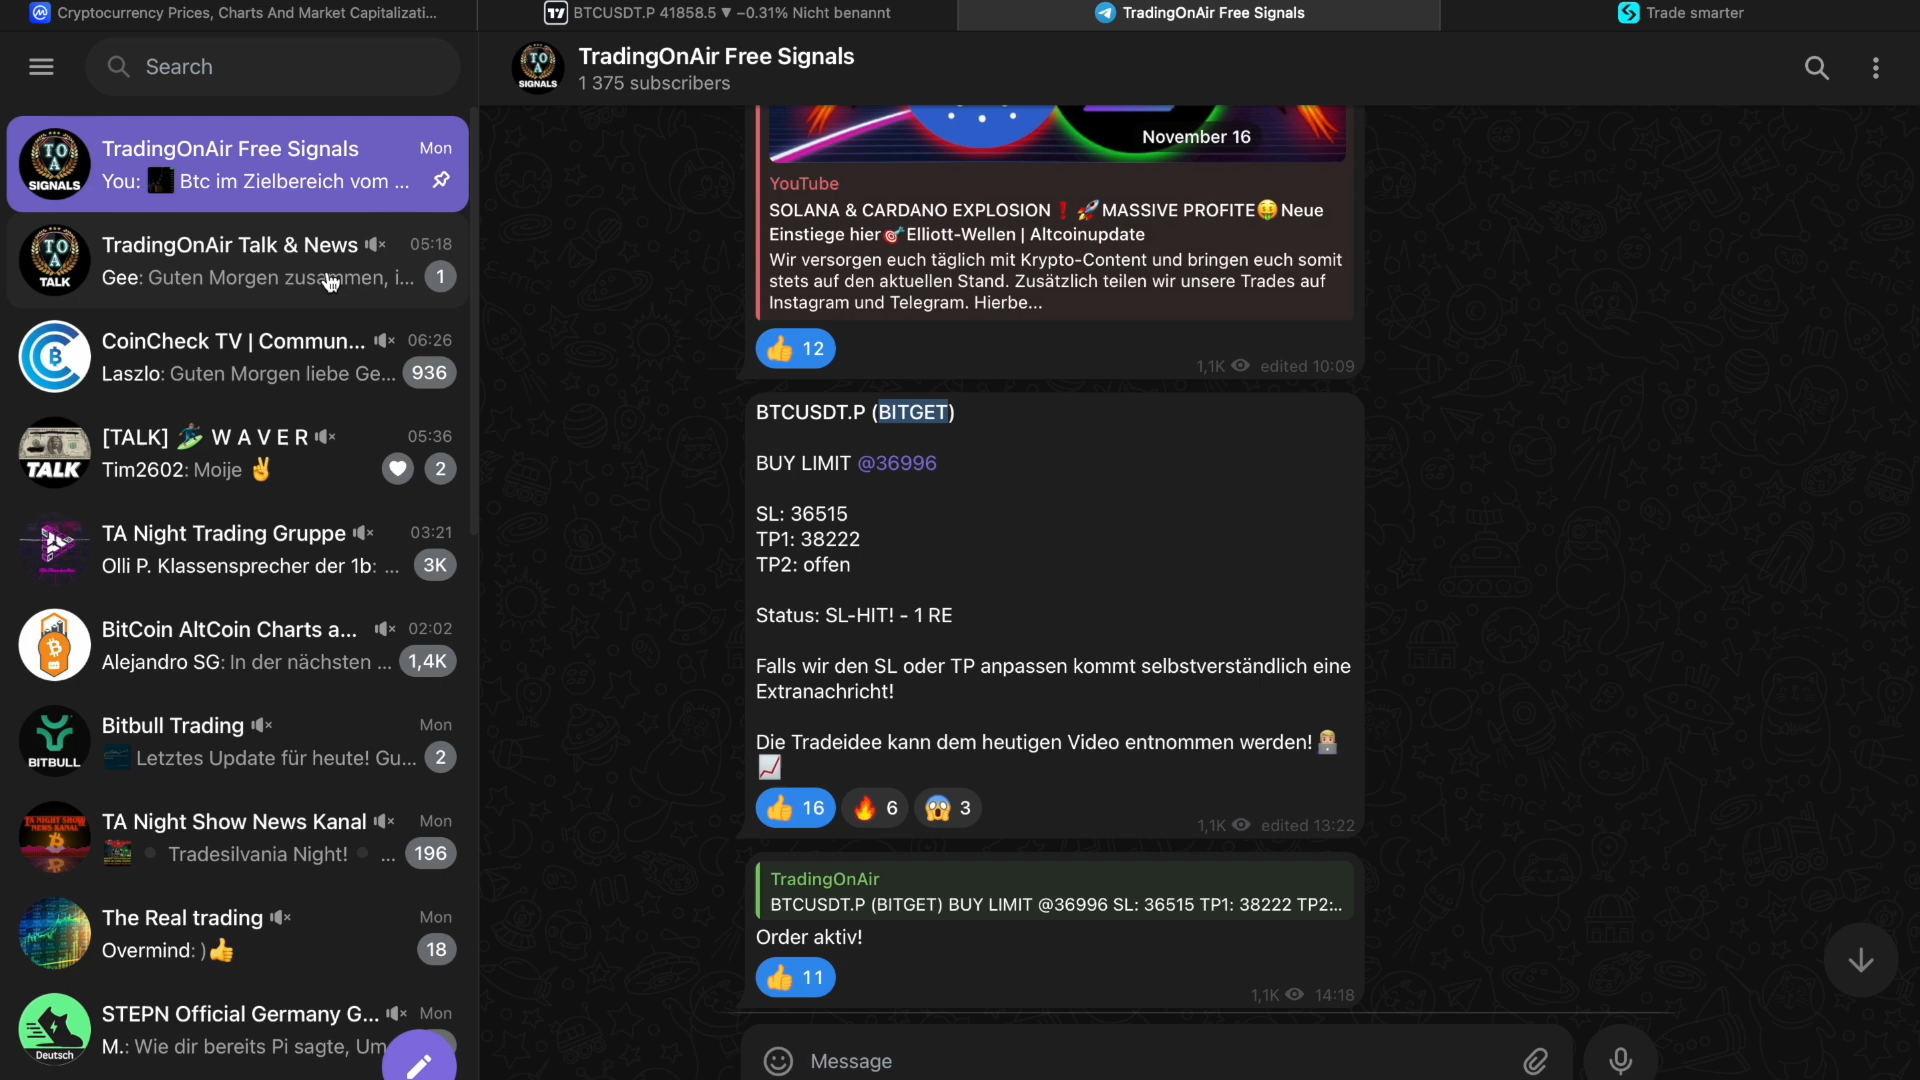 Cryptocurrency Prices, Charts And Market Capitalizati...
BTCUSDT.P 41858.5 ▼ −0.31% Nicht benannt
TradingOnAir Free Signals
Trade smarter
Search
TradingOnAir Free Signals
1 375 subscribers
TOA SIGNALS
TradingOnAir Free Signals Mon
You: Btc im Zielbereich vom ...
TOA TALK
TradingOnAir Talk & News 05:18
Gee: Guten Morgen zusammen, i... 1
CoinCheck TV | Commun... 06:26
Laszlo: Guten Morgen liebe Ge... 936
TALK
[TALK] 🏄 W A V E R 05:36
Tim2602: Moije ✌️ 2
TA Night Trading Gruppe 03:21
Olli P. Klassensprecher der 1b: ... 3K
BitCoin AltCoin Charts a... 02:02
Alejandro SG: In der nächsten ... 1,4K
BITBULL
Bitbull Trading Mon
Letztes Update für heute! Gu... 2
TA NIGHT SHOW NEWS KANAL
TA Night Show News Kanal Mon
Tradesilvania Night! ... 196
The Real trading Mon
Overmind: )👍 18
Deutsch
STEPN Official Germany G... Mon
M.: Wie dir bereits Pi sagte, Um
November 16
YouTube
SOLANA & CARDANO EXPLOSION❗🚀MASSIVE PROFITE🤑Neue
Einstiege hier🎯Elliott-Wellen | Altcoinupdate
Wir versorgen euch täglich mit Krypto-Content und bringen euch somit
stets auf den aktuellen Stand. Zusätzlich teilen wir unsere Trades auf
Instagram und Telegram. Hierbe...
👍 12
1,1K edited 10:09
BTCUSDT.P (BITGET)
BUY LIMIT @36996
SL: 36515
TP1: 38222
TP2: offen
Status: SL-HIT! - 1 RE
Falls wir den SL oder TP anpassen kommt selbstverständlich eine
Extranachricht!
Die Tradeidee kann dem heutigen Video entnommen werden!👨🏼‍💻
📈
👍 16 🔥 6 😱 3
1,1K edited 13:22
TradingOnAir
BTCUSDT.P (BITGET) BUY LIMIT @36996 SL: 36515 TP1: 38222 TP2:..
Order aktiv!
👍 11
1,1K 14:18
Message